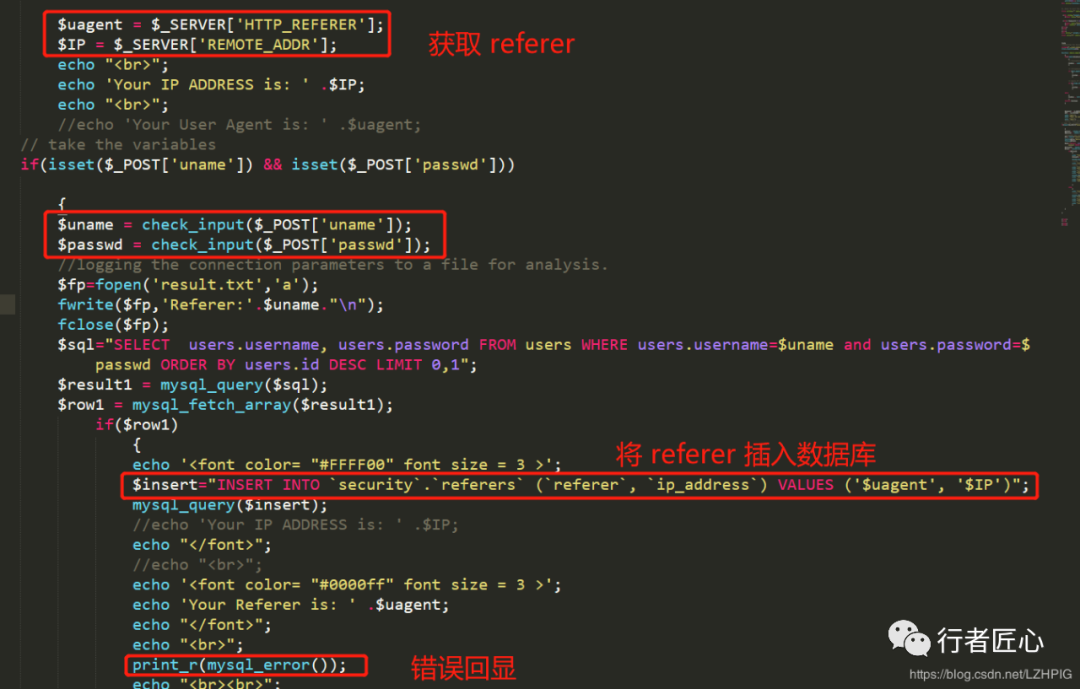 $uagent = $_SERVER['HTTP_REFERER'];
$IP = $_SERVER['REMOTE_ADDR'];
获取 referer
echo "<br>";
echo 'Your IP ADDRESS is: ' .$IP;
echo "<br>";
//echo 'Your User Agent is: ' .$uagent;
// take the variables
if(isset($_POST['uname']) && isset($_POST['passwd']))
{
$uname = check_input($_POST['uname']);
$passwd = check_input($_POST['passwd']);
//logging the connection parameters to a file for analysis.
$fp=fopen('result.txt','a');
fwrite($fp,'Referer:'.$uname."\n");
fclose($fp);
$sql="SELECT  users.username, users.password FROM users WHERE users.username=$uname and users.password=$
passwd ORDER BY users.id DESC LIMIT 0,1";
$result1 = mysql_query($sql);
$row1 = mysql_fetch_array($result1);
if($row1)
{
将 referer 插入数据库
echo '<font color= "#FFFF00" font size = 3 >';
$insert="INSERT INTO `security`.`referers` (`referer`, `ip_address`) VALUES ('$uagent', '$IP')";
mysql_query($insert);
//echo 'Your IP ADDRESS is: ' .$IP;
echo "</font>";
//echo "<br>";
echo '<font color= "#0000ff" font size = 3 >';
echo 'Your Referer is: ' .$uagent;
echo "</font>";
echo "<br>";
print_r(mysql_error());
错误回显
echo "<br><br>";
行者匠心
https://blog.csdn.net/LZHPIG